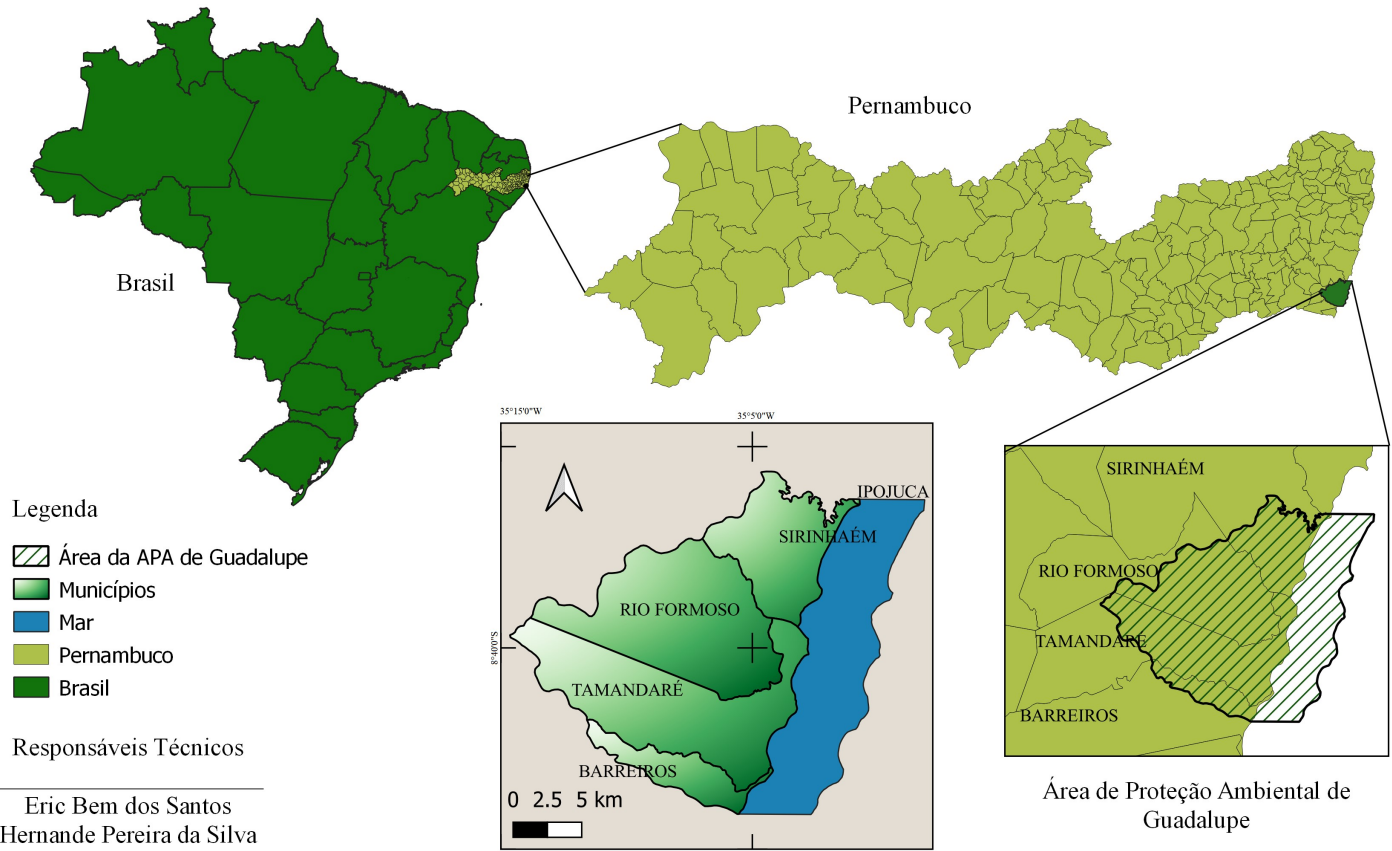 Pernambuco
Brasil
35°15'0"W
35°5'0"W
IPOJUCA
SIRINHAÉM
RIO FORMOSO
8°40'0"S
TAMANDARÉ
BARREIROS
0 2.5 5 km
SIRINHAÉM
RIO FORMOSO
TAMANDARÉ
BARREIROS
Área de Proteção Ambiental de
Guadalupe
Legenda
Área da APA de Guadalupe
Municípios
Mar
Pernambuco
Brasil
Responsáveis Técnicos
Eric Bem dos Santos
Hernande Pereira da Silva